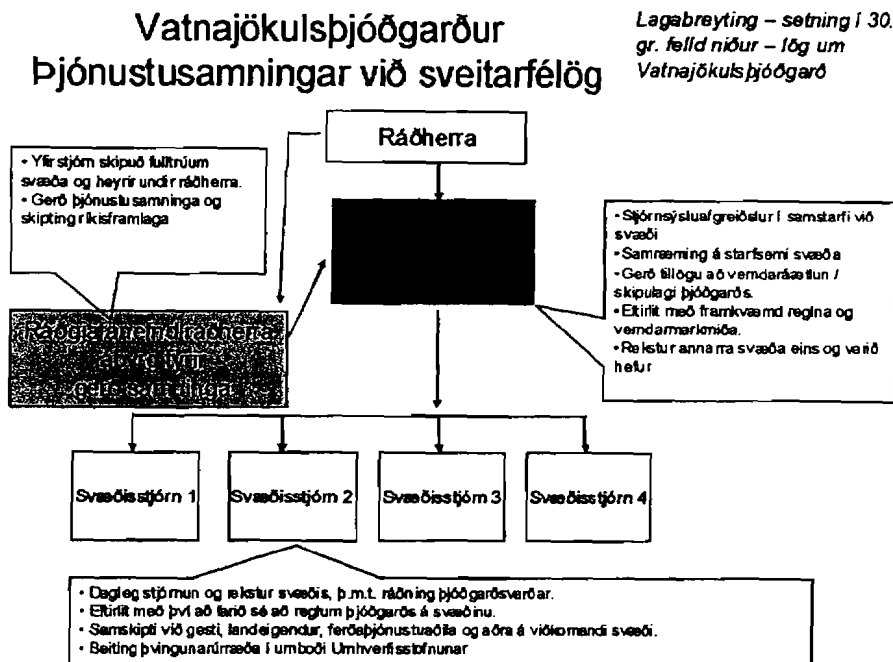 Vatnajökulsþjóðgarður
Þjónustusamningar við sveitarfélög
Lagabreyting – setning í 30.
gr. felld niður – lög um
Vatnajökulsþjóðgarð
Ráðherra
• Yfirstjórn skipuð fulltrúum
svæða og heyrir undir ráðherra.
• Gerð þjónustusamninga og
skipting ríkisframlaga
• Stjórnsýsluafgreiðslur í samstarfi við
svæði
• Samræming á starfsemi svæða
• Gerð tillögu að verndaráætlun /
skipulagi þjóðgarðs.
• Eftirlit með framkvæmd reglna og
verndarmarkmiða.
• Rekstur annarra svæða eins og verið
hefur
ráðherra
Svæðisstjórn 1
Svæðisstjórn 2
Svæðisstjórn 3
Svæðisstjórn 4
• Dagleg stjórnun og rekstur svæðis, þ.m.t. ráðning þjóðgarðsvarðar.
• Eftirlit með því að farið sé að reglum þjóðgarðs á svæðinu.
• Samskipti við gesti, landeigendur, ferðaþjónustuaðila og aðra á viðkomandi svæði.
• Beiting þvingunarúrræða í umboði Umhverfisstofnunar